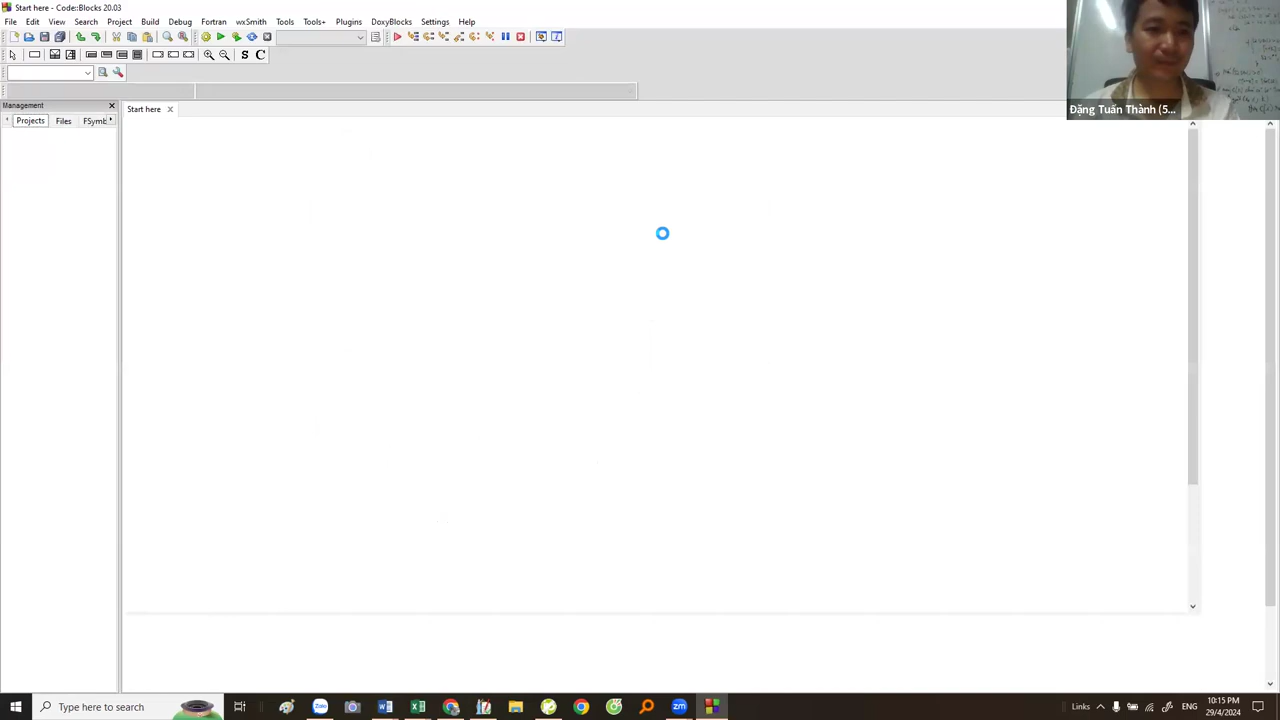 Start here - Code::Blocks 20.03
File Edit View Search Project Build Debug Fortran wxSmith Tools Tools+ Plugins DoxyBlocks Settings Help
S C
Management
Start here
Projects Files FSymb
Đặng Tuấn Thành (5...
Type here to search
Zalo
zm
Links
ENG
10:15 PM
29/4/2024